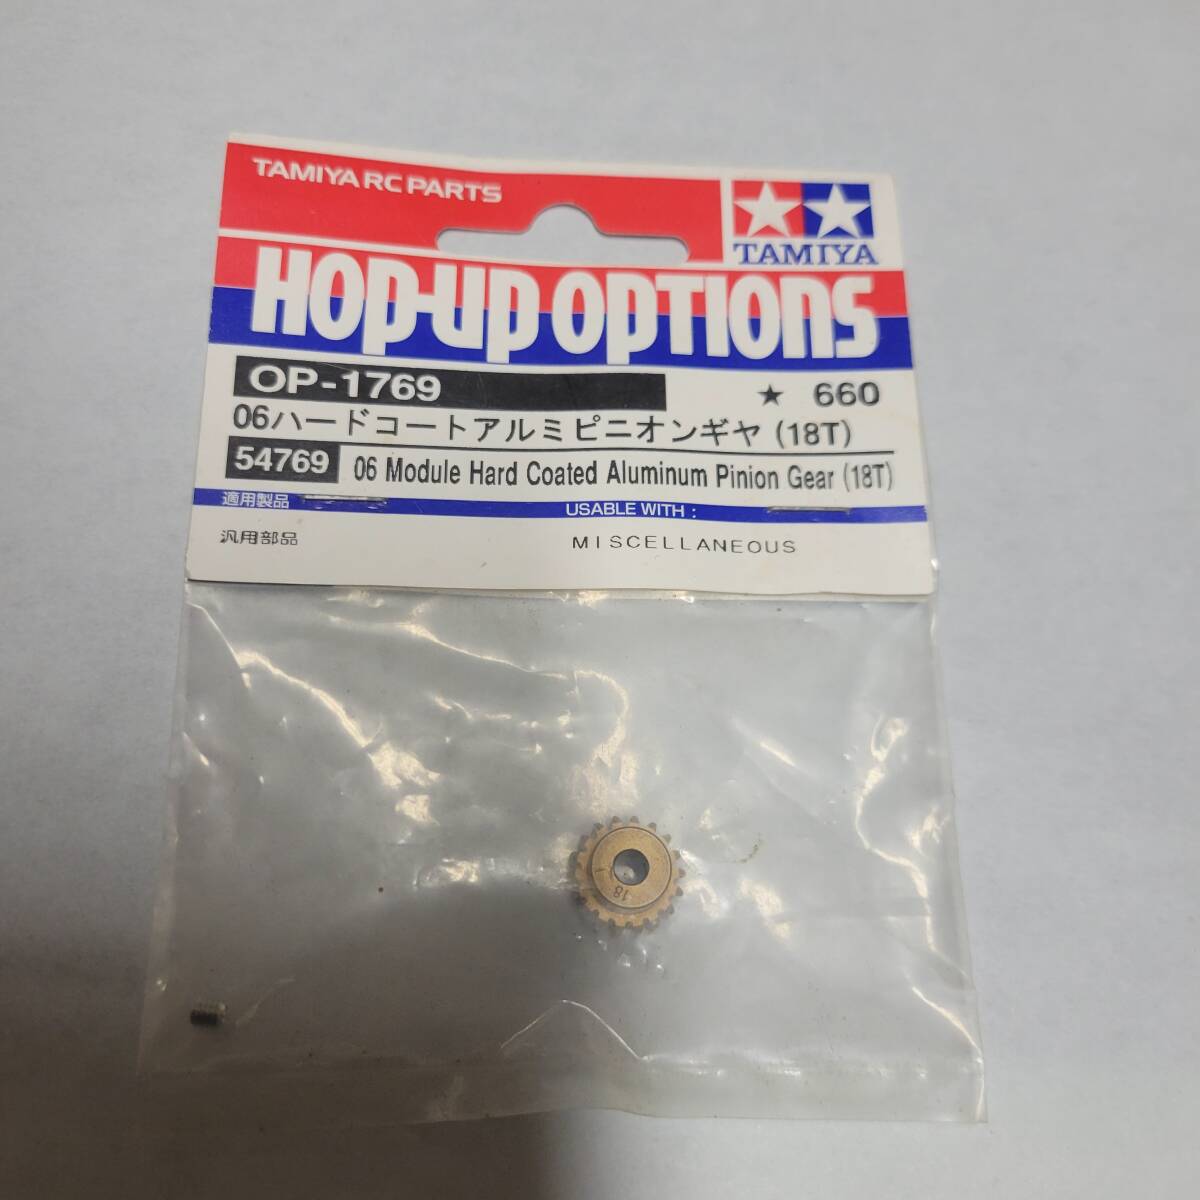 TAMIYA RC PARTS
TAMIYA
HOP-UP OPTIONS
OP-1769
★ 660
06ハードコートアルミピニオンギヤ (18T)
54769 06 Module Hard Coated Aluminum Pinion Gear (18T)
適用製品 USABLE WITH :
汎用部品 MISCELLANEOUS
18